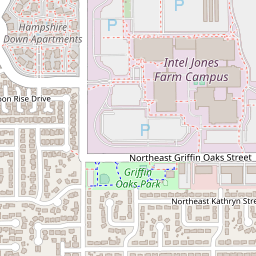 P
P
Hampshire
Down Apartments
Intel Jones
Farm Campus
on Rise Drive
P
Northeast Griffin Oaks Street
Griffin
Oaks Park
Northeast Kathryn Stre